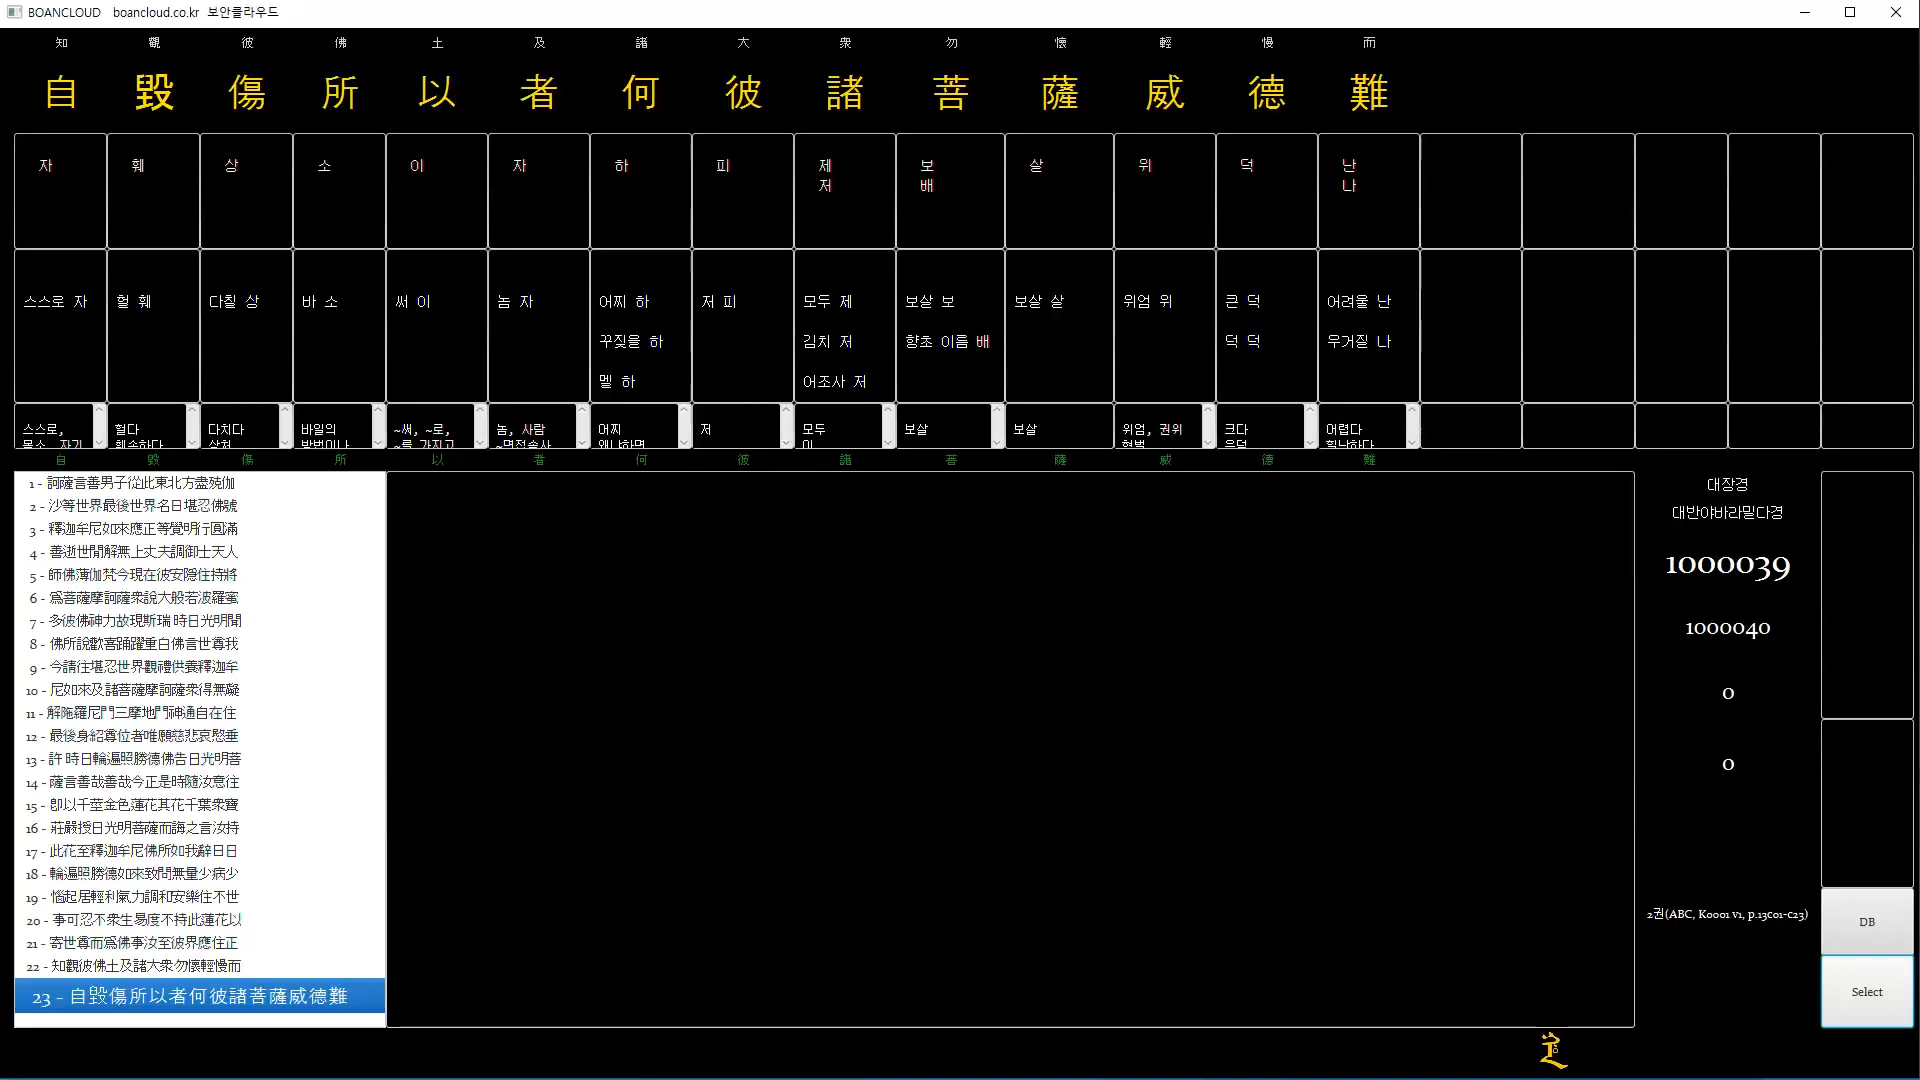 BOANCLOUD boancloud.co.kr 보안클라우드
知 觀 彼 佛 土 及 諸 大 衆 勿 懷 輕 慢 而
自 毀 傷 所 以 者 何 彼 諸 菩 薩 威 德 難
자 훼 상 소 이 자 하 피 제 보 살 위 덕 난
저 배 나
스스로 자 헐 훼 다칠 상 바 소 써 이 놈 자 어찌 하 저 피 모두 제 보살 보 보살 살 위엄 위 큰 덕 어려울 난
꾸짖을 하 김치 저 향초 이름 배 덕 덕 우거질 나
멜 하 어조사 저
스스로, 헐다 다치다 바일의 ~써, ~로, 놈, 사람 어찌 저 모두 보살 보살 위엄, 권위 크다 어렵다
自 毀 傷 所 以 者 何 彼 諸 菩 薩 威 德 難
1 - 訶薩言善男子從此東北方盡殑伽
2 - 沙等世界最後世界名曰堪忍佛號
3 - 釋迦牟尼如來應正等覺明行圓滿
4 - 善逝世閒解無上丈夫調御士天人
5 - 師佛薄伽梵今現在彼安隱住持將
6 - 爲菩薩摩訶薩衆說大般若波羅蜜
7 - 多彼佛神力故現斯瑞 時日光明聞
8 - 佛所說歡喜踊躍重白佛言世尊我
9 - 今請往堪忍世界觀禮供養釋迦牟
10 - 尼如來及諸菩薩摩訶薩衆得無礙
11 - 解陁羅尼門三摩地門神通自在住
12 - 最後身紹尊位者唯願慈悲哀愍垂
13 - 許 時日輪遍照勝德佛告日光明菩
14 - 薩言善哉善哉今正是時隨汝意往
15 - 卽以千莖金色蓮花其花千葉衆寶
16 - 莊嚴授日光明菩薩而誨之言汝持
17 - 此花至釋迦牟尼佛所如我辭曰日
18 - 輪遍照勝德如來致問無量少病少
19 - 惱起居輕利氣力調和安樂住不世
20 - 事可忍不衆生易度不持此蓮花以
21 - 寄世尊而爲佛事汝至彼界應住正
22 - 知觀彼佛土及諸大衆勿懷輕慢而
23 - 自毀傷所以者何彼諸菩薩威德難
대장경
대반야바라밀다경
1000039
1000040
0
0
2권(ABC, K0001 v1, p.13c01-c23)
DB
Select